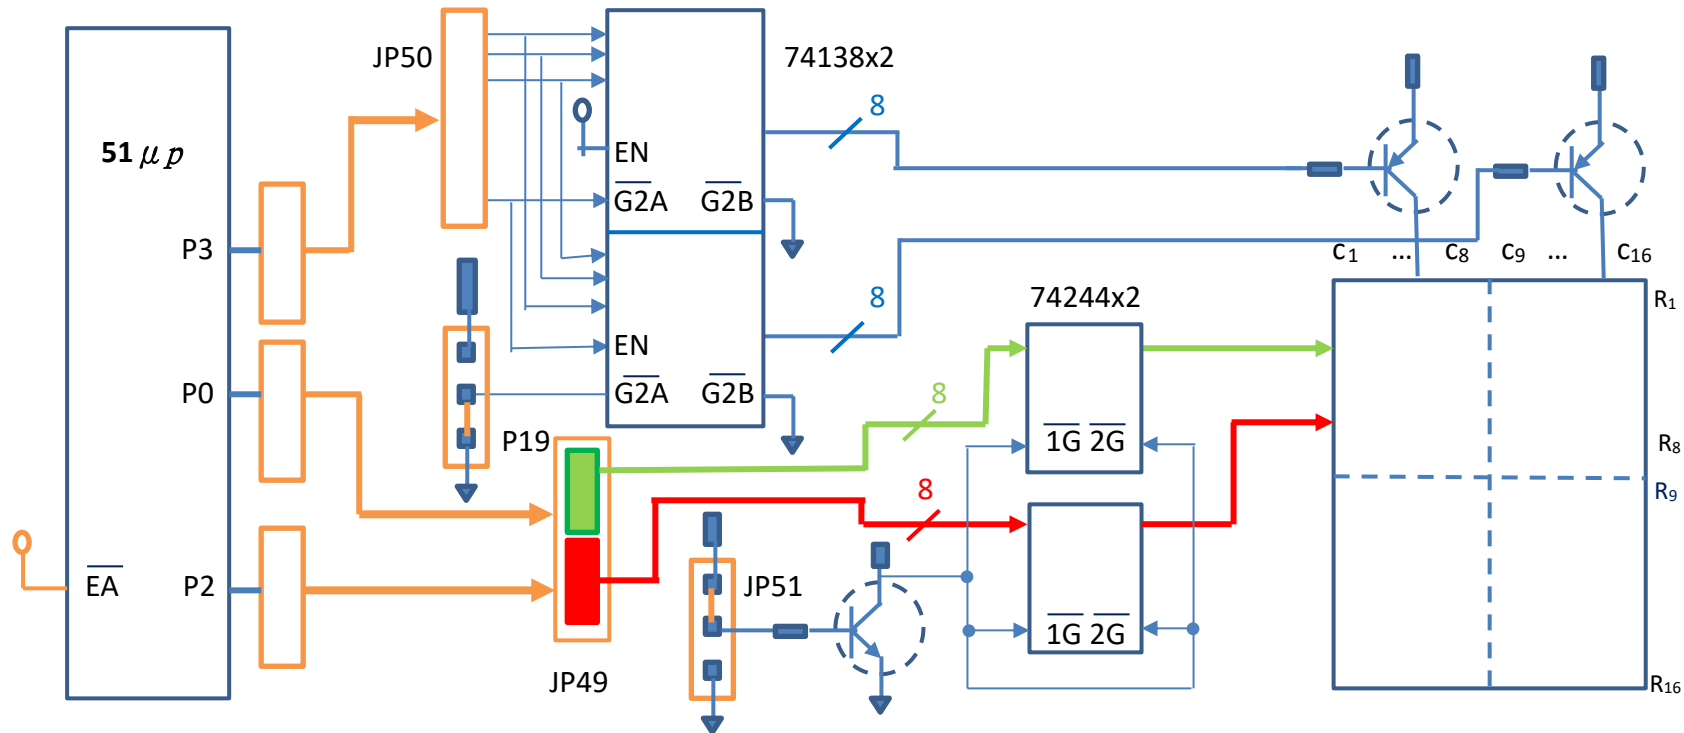 JP50
74138x2
8
51 μp
EN
G2A G2B
P3
C1 ... C8 C9 ... C16
8
74244x2
R1
EN
P0
G2A G2B
8
P19
1G 2G
R8
8
R9
EA
P2
JP51
1G 2G
JP49
R16